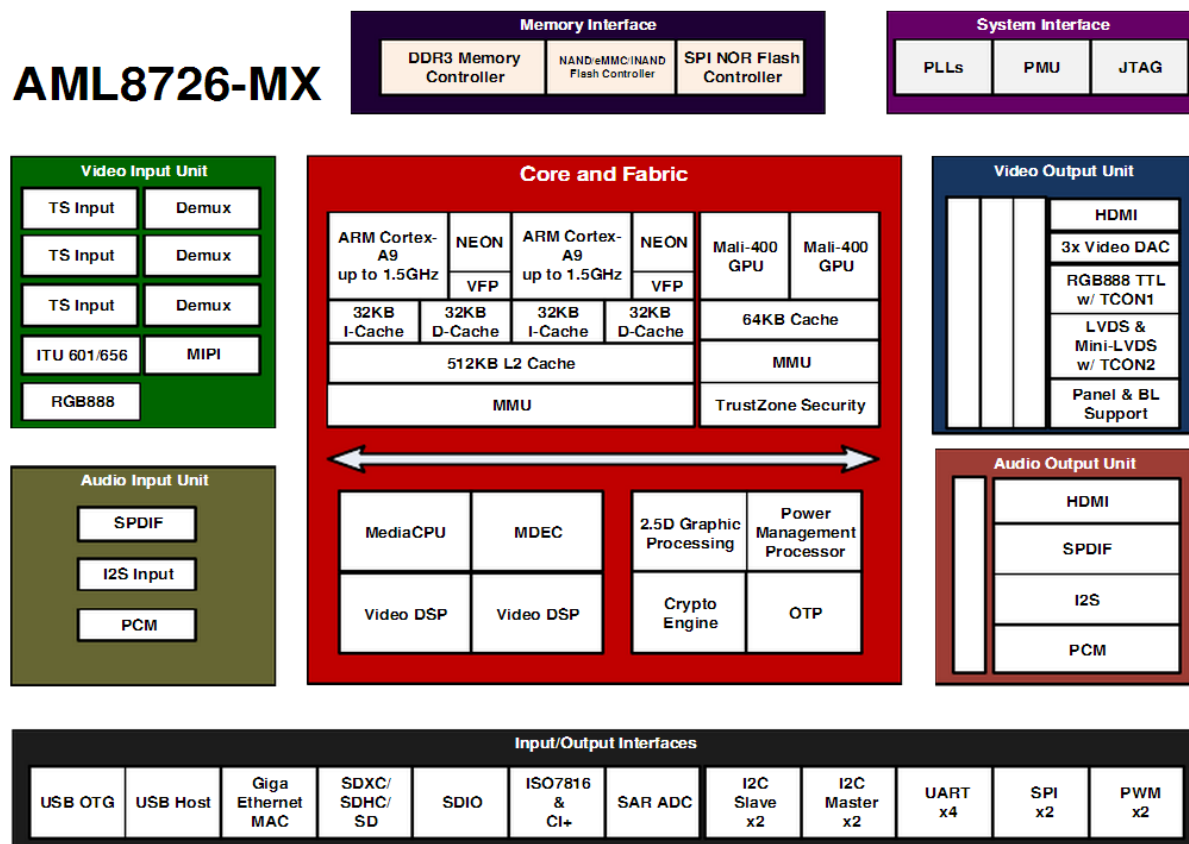 AML8726-MX
Memory Interface
DDR3 Memory
Controller
NAND/eMMC/INAND
Flash Controller
SPI NOR Flash
Controller
System Interface
PLLs
PMU
JTAG
Video Input Unit
TS Input
Demux
TS Input
Demux
TS Input
Demux
ITU 601/656
MIPI
RGB888
Core and Fabric
ARM Cortex-
A9
up to 1.5GHz
NEON
VFP
ARM Cortex-
A9
up to 1.5GHz
NEON
VFP
32KB
I-Cache
32KB
D-Cache
32KB
I-Cache
32KB
D-Cache
512KB L2 Cache
MMU
Mali-400
GPU
Mali-400
GPU
64KB Cache
MMU
TrustZone Security
MediaCPU
MDEC
Video DSP
Video DSP
2.5D Graphic
Processing
Power
Management
Processor
Crypto
Engine
OTP
Video Output Unit
HDMI
3x Video DAC
RGB888 TTL
w/ TCON1
LVDS &
Mini-LVDS
w/ TCON2
Panel & BL
Support
Audio Input Unit
SPDIF
I2S Input
PCM
Audio Output Unit
HDMI
SPDIF
I2S
PCM
Input/Output Interfaces
USB OTG
USB Host
Giga
Ethernet
MAC
SDXC/
SDHC/
SD
SDIO
ISO7816
&
CI+
SAR ADC
I2C
Slave
x2
I2C
Master
x2
UART
x4
SPI
x2
PWM
x2